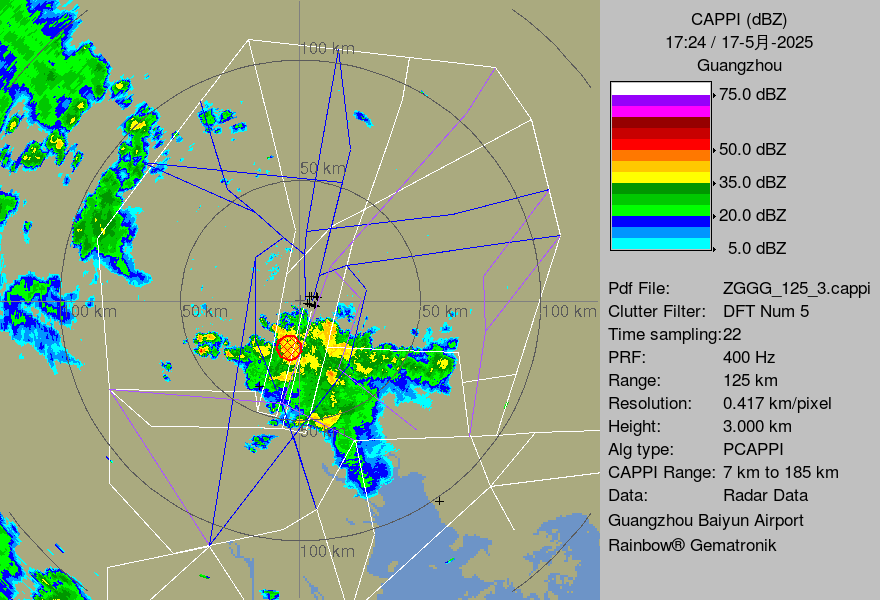 CAPPI (dBZ)
17:24 / 17-5月-2025
Guangzhou
75.0 dBZ
50.0 dBZ
35.0 dBZ
20.0 dBZ
5.0 dBZ
Pdf File: ZGGG_125_3.cappi
Clutter Filter: DFT Num 5
Time sampling:22
PRF: 400 Hz
Range: 125 km
Resolution: 0.417 km/pixel
Height: 3.000 km
Alg type: PCAPPI
CAPPI Range: 7 km to 185 km
Data: Radar Data
Guangzhou Baiyun Airport
Rainbow® Gematronik
100 km
50 km
100 km
50 km
50 km
100 km
50 km
100 km